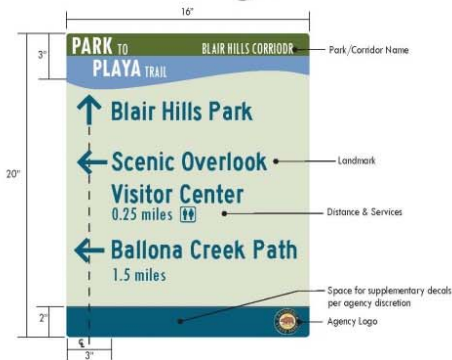 16"
PARK TO
PLAYA TRAIL
BLAIR HILLS CORRIODR
Park/Corridor Name
3"
Blair Hills Park
20"
Scenic Overlook
Landmark
Visitor Center
0.25 miles
Distance & Services
Ballona Creek Path
1.5 miles
Space for supplementary decals
per agency discretion
2"
Agency Logo
3"